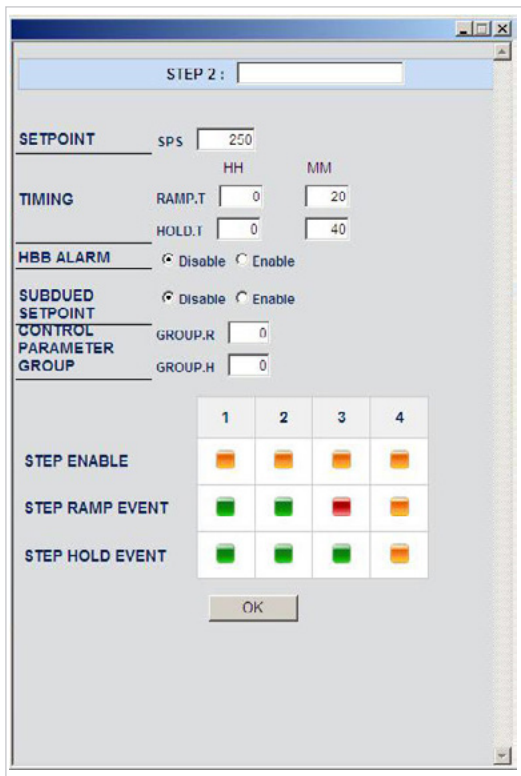 STEP 2 :
SETPOINT SPS 250
HH MM
TIMING RAMP.T 0 20
HOLD.T 0 40
HBB ALARM Disable Enable
SUBDUED SETPOINT Disable Enable
CONTROL PARAMETER GROUP GROUP.R 0
GROUP.H 0
1 2 3 4
STEP ENABLE
STEP RAMP EVENT
STEP HOLD EVENT
OK